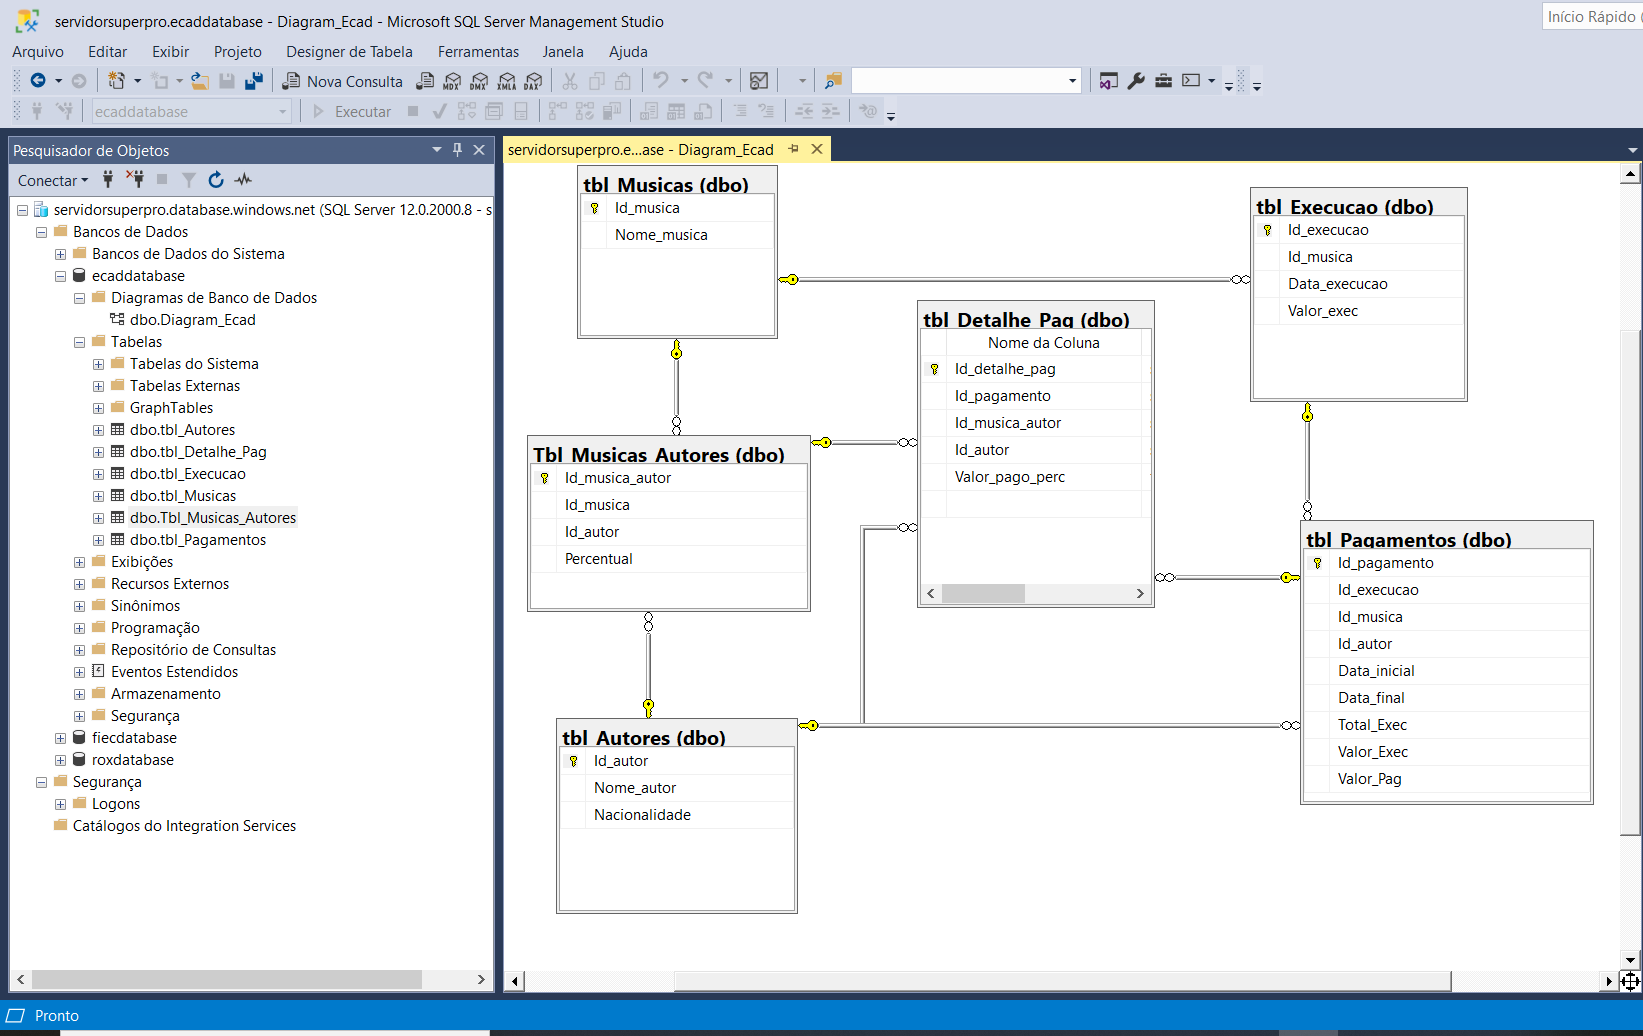 servidorsuperpro.ecaddatabase - Diagram_Ecad - Microsoft SQL Server Management Studio
Início Rápido (
Arquivo Editar Exibir Projeto Designer de Tabela Ferramentas Janela Ajuda
Nova Consulta MDX DMX XMLA DAX
ecaddatabase Executar
Pesquisador de Objetos
Conectar
servidorsuperpro.database.windows.net (SQL Server 12.0.2000.8 - s
Bancos de Dados
Bancos de Dados do Sistema
ecaddatabase
Diagramas de Banco de Dados
dbo.Diagram_Ecad
Tabelas
Tabelas do Sistema
Tabelas Externas
GraphTables
dbo.tbl_Autores
dbo.tbl_Detalhe_Pag
dbo.tbl_Execucao
dbo.tbl_Musicas
dbo.Tbl_Musicas_Autores
dbo.tbl_Pagamentos
Exibições
Recursos Externos
Sinônimos
Programação
Repositório de Consultas
Eventos Estendidos
Armazenamento
Segurança
fiecdatabase
roxdatabase
Segurança
Logons
Catálogos do Integration Services
servidorsuperpro.e...ase - Diagram_Ecad
tbl_Musicas (dbo)
Id_musica
Nome_musica
tbl_Execucao (dbo)
Id_execucao
Id_musica
Data_execucao
Valor_exec
tbl_Detalhe_Pag (dbo)
Nome da Coluna
Id_detalhe_pag
Id_pagamento
Id_musica_autor
Id_autor
Valor_pago_perc
Tbl_Musicas_Autores (dbo)
Id_musica_autor
Id_musica
Id_autor
Percentual
tbl_Pagamentos (dbo)
Id_pagamento
Id_execucao
Id_musica
Id_autor
Data_inicial
Data_final
Total_Exec
Valor_Exec
Valor_Pag
tbl_Autores (dbo)
Id_autor
Nome_autor
Nacionalidade
Pronto